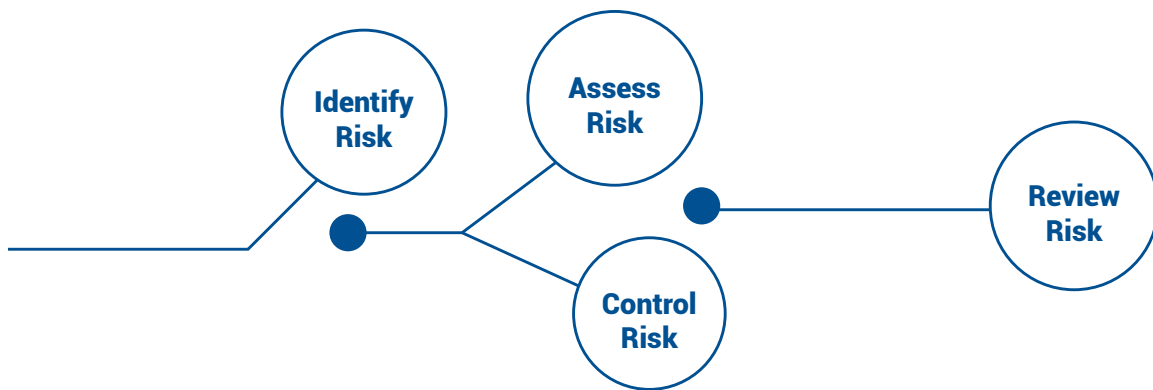 Identify
Risk
Assess
Risk
Control
Risk
Review
Risk